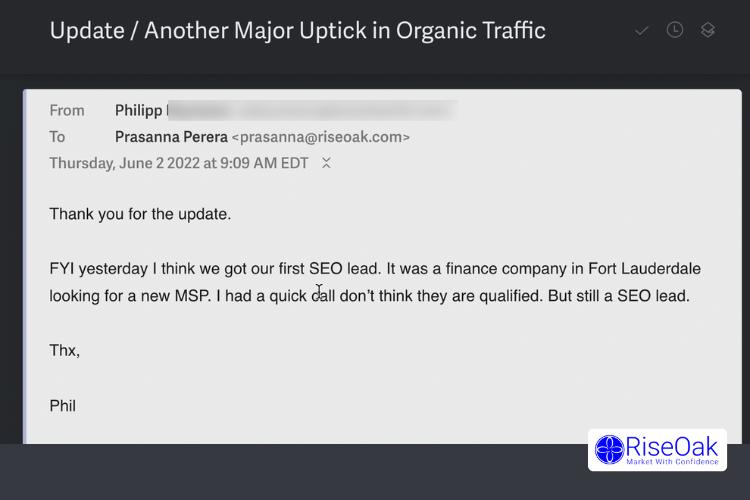 Update / Another Major Uptick in Organic Traffic
From Philipp
To Prasanna Perera <prasanna@riseoak.com>
Thursday, June 2 2022 at 9:09 AM EDT
Thank you for the update.
FYI yesterday I think we got our first SEO lead. It was a finance company in Fort Lauderdale
looking for a new MSP. I had a quick call don’t think they are qualified. But still a SEO lead.
Thx,
Phil
RiseOak
Market With Confidence